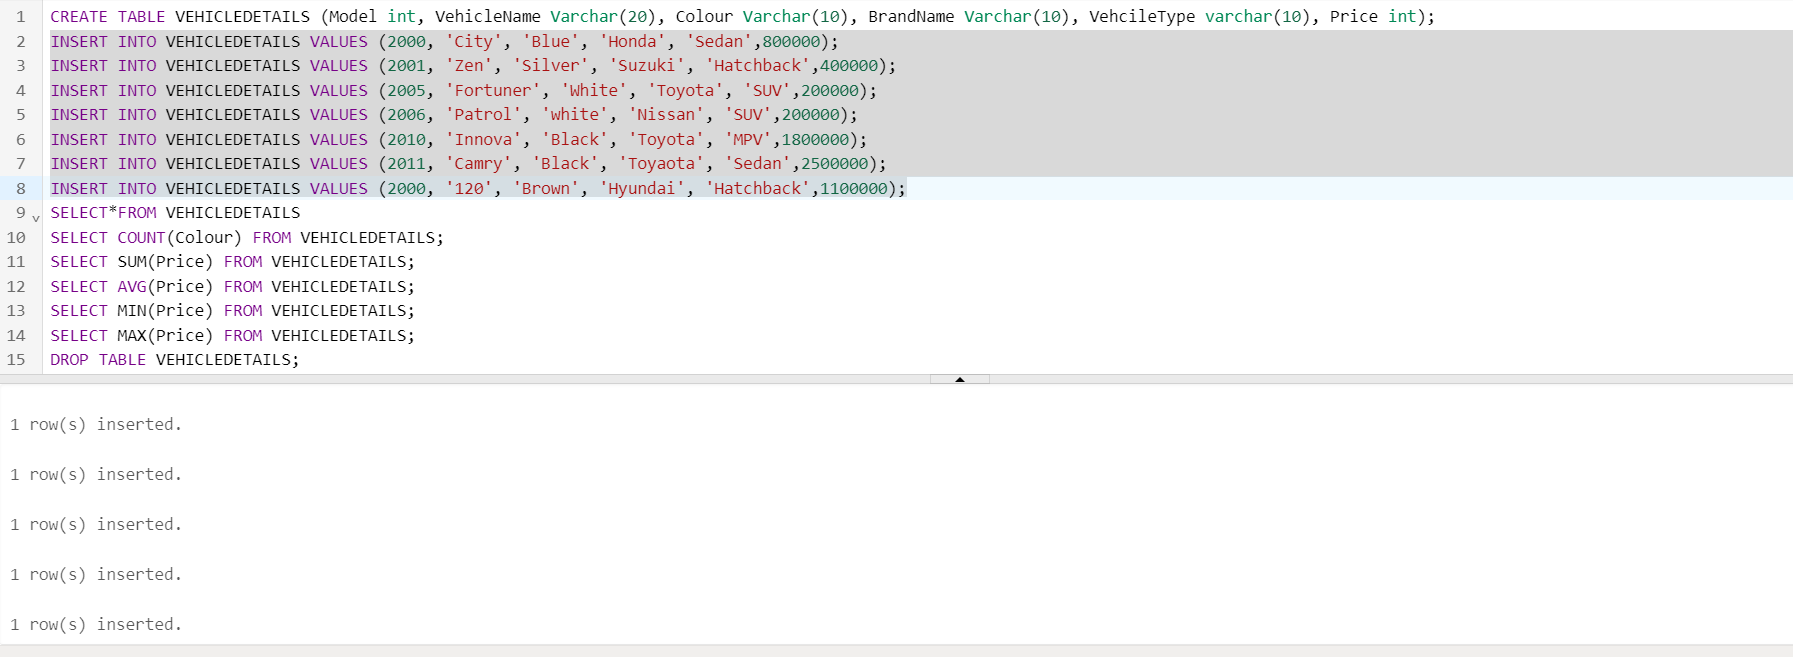 1 CREATE TABLE VEHICLEDETAILS (Model int, VehicleName Varchar(20), Colour Varchar(10), BrandName Varchar(10), VehcileType varchar(10), Price int);
2 INSERT INTO VEHICLEDETAILS VALUES (2000, 'City', 'Blue', 'Honda', 'Sedan',800000);
3 INSERT INTO VEHICLEDETAILS VALUES (2001, 'Zen', 'Silver', 'Suzuki', 'Hatchback',400000);
4 INSERT INTO VEHICLEDETAILS VALUES (2005, 'Fortuner', 'White', 'Toyota', 'SUV',200000);
5 INSERT INTO VEHICLEDETAILS VALUES (2006, 'Patrol', 'white', 'Nissan', 'SUV',200000);
6 INSERT INTO VEHICLEDETAILS VALUES (2010, 'Innova', 'Black', 'Toyota', 'MPV',1800000);
7 INSERT INTO VEHICLEDETAILS VALUES (2011, 'Camry', 'Black', 'Toyaota', 'Sedan',2500000);
8 INSERT INTO VEHICLEDETAILS VALUES (2000, '120', 'Brown', 'Hyundai', 'Hatchback',1100000);
9 SELECT*FROM VEHICLEDETAILS
10 SELECT COUNT(Colour) FROM VEHICLEDETAILS;
11 SELECT SUM(Price) FROM VEHICLEDETAILS;
12 SELECT AVG(Price) FROM VEHICLEDETAILS;
13 SELECT MIN(Price) FROM VEHICLEDETAILS;
14 SELECT MAX(Price) FROM VEHICLEDETAILS;
15 DROP TABLE VEHICLEDETAILS;
1 row(s) inserted.
1 row(s) inserted.
1 row(s) inserted.
1 row(s) inserted.
1 row(s) inserted.